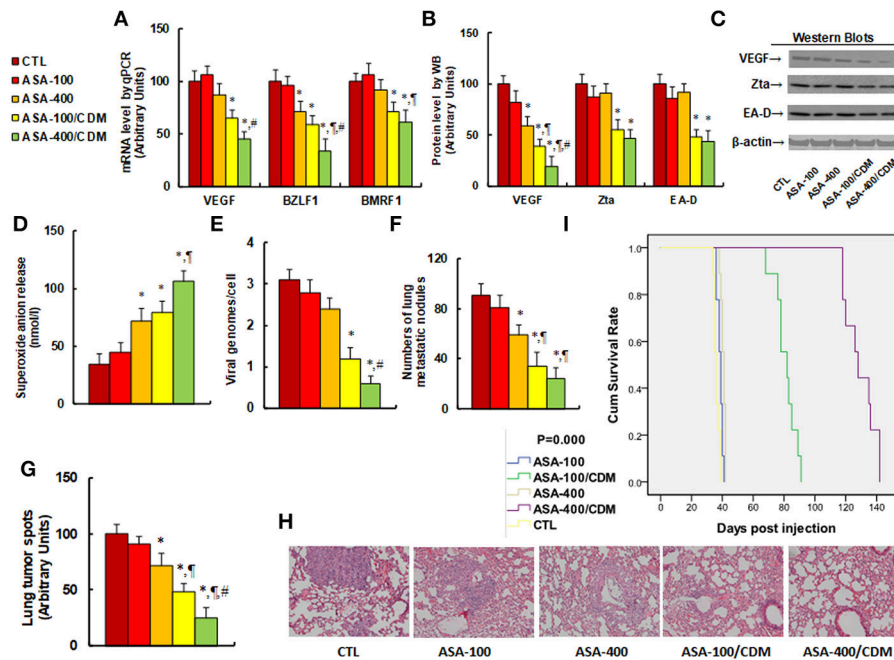 A
B
C
CTL
ASA-100
ASA-400
ASA-100/CDM
ASA-400/CDM
mRNA level by qPCR
(Arbitrary Units)
150
100
50
0
*
*,#
*
*
*,¶,#
*
*,¶
VEGF
BZLF1
BMRF1
Protein level by WB
(Arbitrary Units)
150
100
50
0
*
*,¶
*,¶,#
*
*
*
*
VEGF
Zta
EA-D
Western Blots
VEGF→
Zta→
EA-D→
β-actin→
CTL
ASA-100
ASA-400
ASA-100/CDM
ASA-400/CDM
D
E
F
I
Superoxide anion release
(nmol/l)
150
100
50
0
*
*
*,¶
Viral genomes/cell
4
3
2
1
0
*
*,#
Numbers of lung
metastatic nodules
120
80
40
0
*
*,¶
*,¶
Cum Survival Rate
1.0
0.8
0.6
0.4
0.2
0.0
0 20 40 60 80 100 120 140
Days post injection
P=0.000
ASA-100
ASA-100/CDM
ASA-400
ASA-400/CDM
CTL
G
Lung tumor spots
(Arbitrary Units)
150
100
50
0
*
*,¶
*,¶,#
H
CTL
ASA-100
ASA-400
ASA-100/CDM
ASA-400/CDM